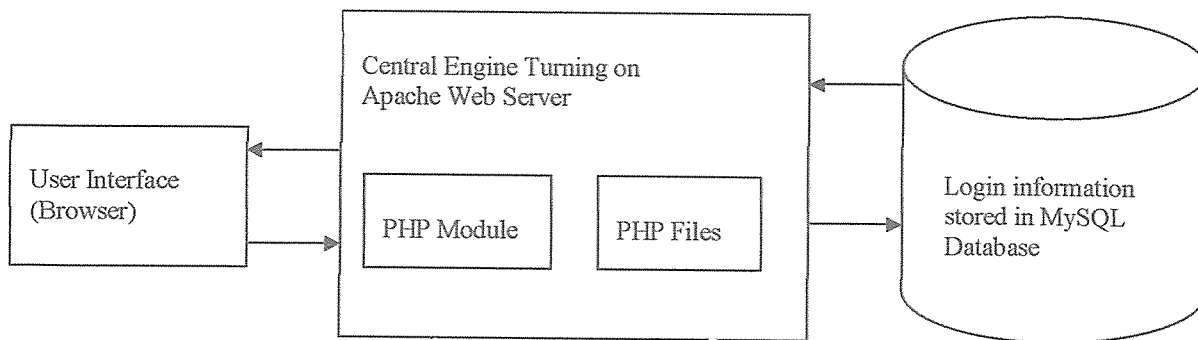 Central Engine Turning on
Apache Web Server
User Interface
(Browser)
PHP Module
PHP Files
Login information
stored in MySQL
Database